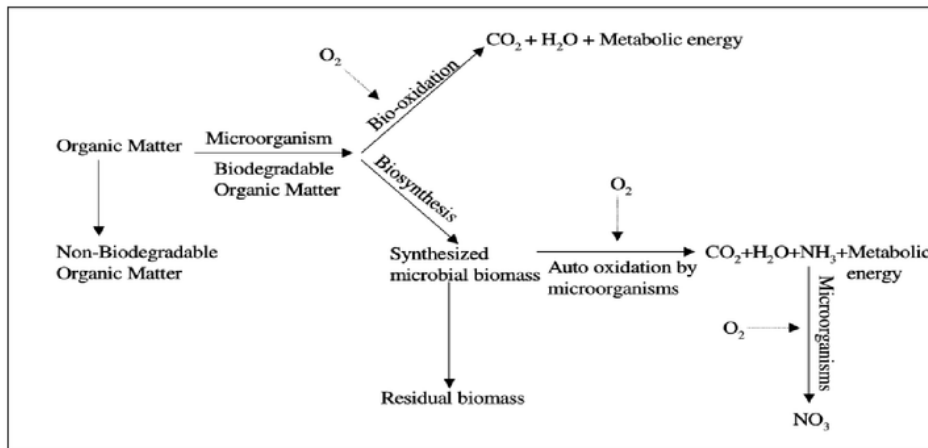 CO₂ + H₂O + Metabolic energy
O₂
Bio-oxidation
Organic Matter
Microorganism
Biodegradable
Organic Matter
Biosynthesis
Non-Biodegradable
Organic Matter
O₂
Synthesized
microbial biomass
Auto oxidation by
microorganisms
CO₂+H₂O+NH₃+Metabolic
energy
O₂
Microorganisms
Residual biomass
NO₃